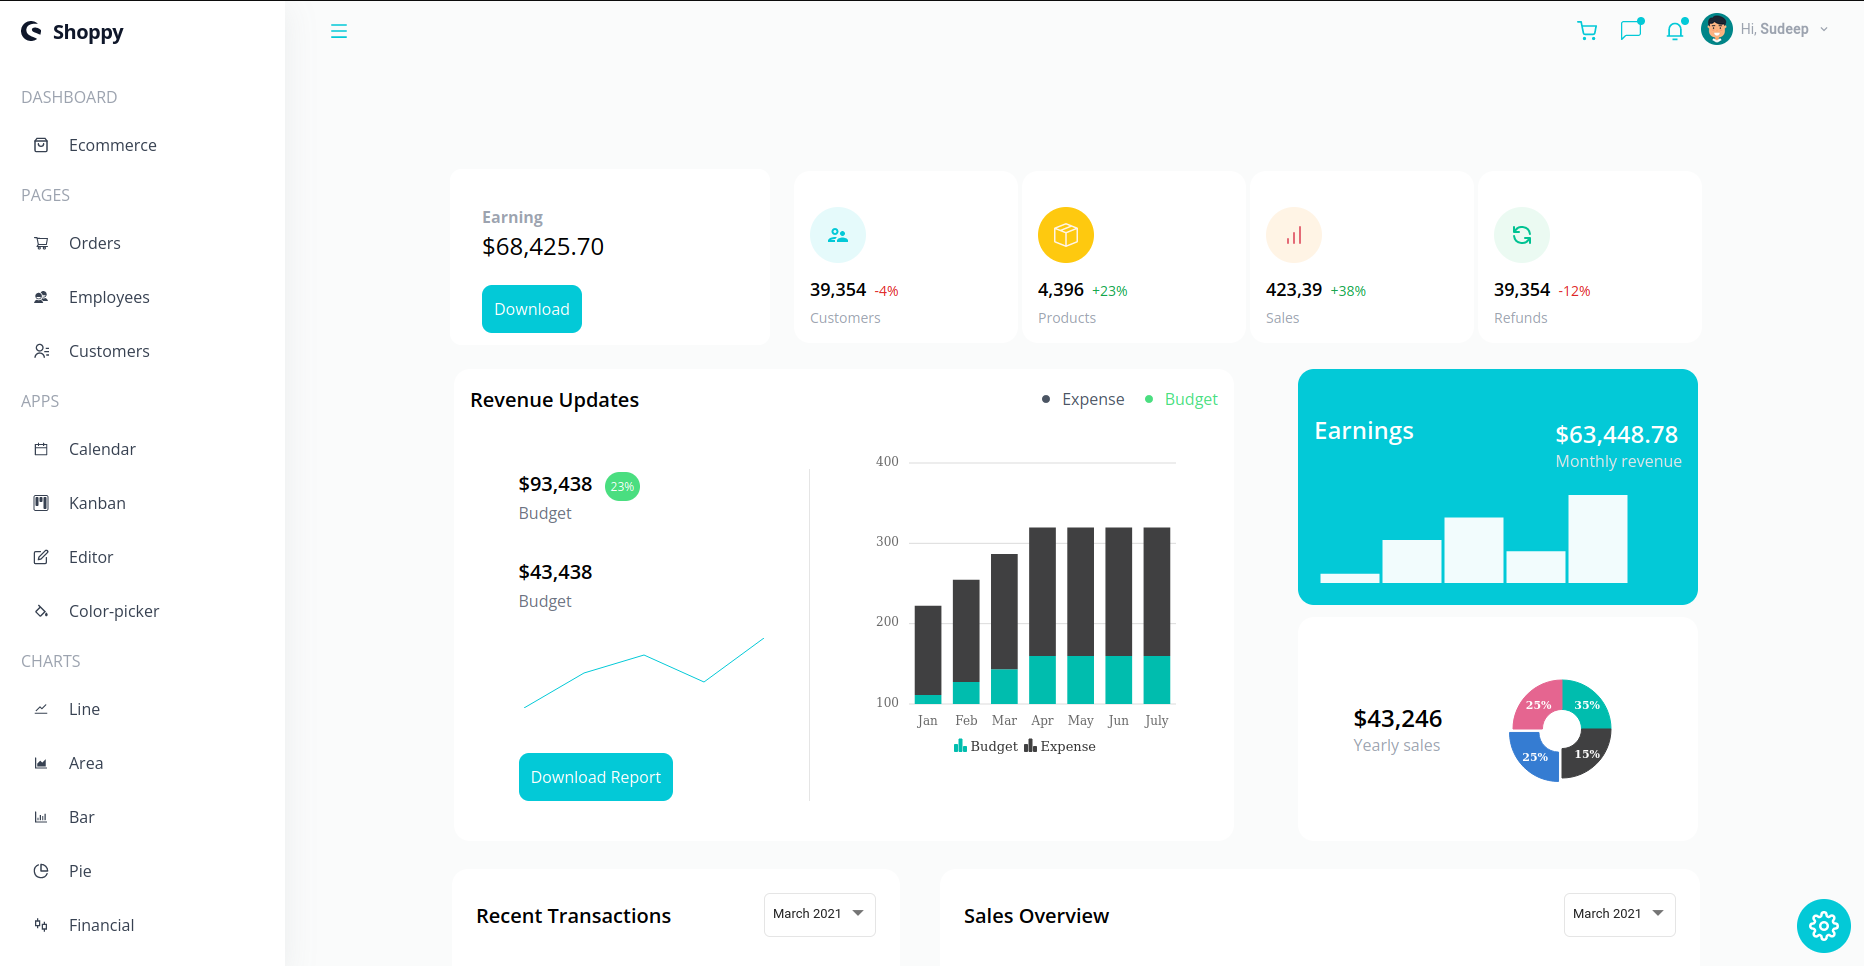 Shoppy
DASHBOARD
Ecommerce
PAGES
Orders
Employees
Customers
APPS
Calendar
Kanban
Editor
Color-picker
CHARTS
Line
Area
Bar
Pie
Financial
Hi, Sudeep
Earning
$68,425.70
Download
39,354 -4%
Customers
4,396 +23%
Products
423,39 +38%
Sales
39,354 -12%
Refunds
Revenue Updates
Expense Budget
$93,438 23%
Budget
$43,438
Budget
Download Report
400
300
200
100
Jan Feb Mar Apr May Jun July
Budget Expense
Earnings
$63,448.78
Monthly revenue
$43,246
Yearly sales
25% 35%
25% 15%
Recent Transactions
March 2021
Sales Overview
March 2021